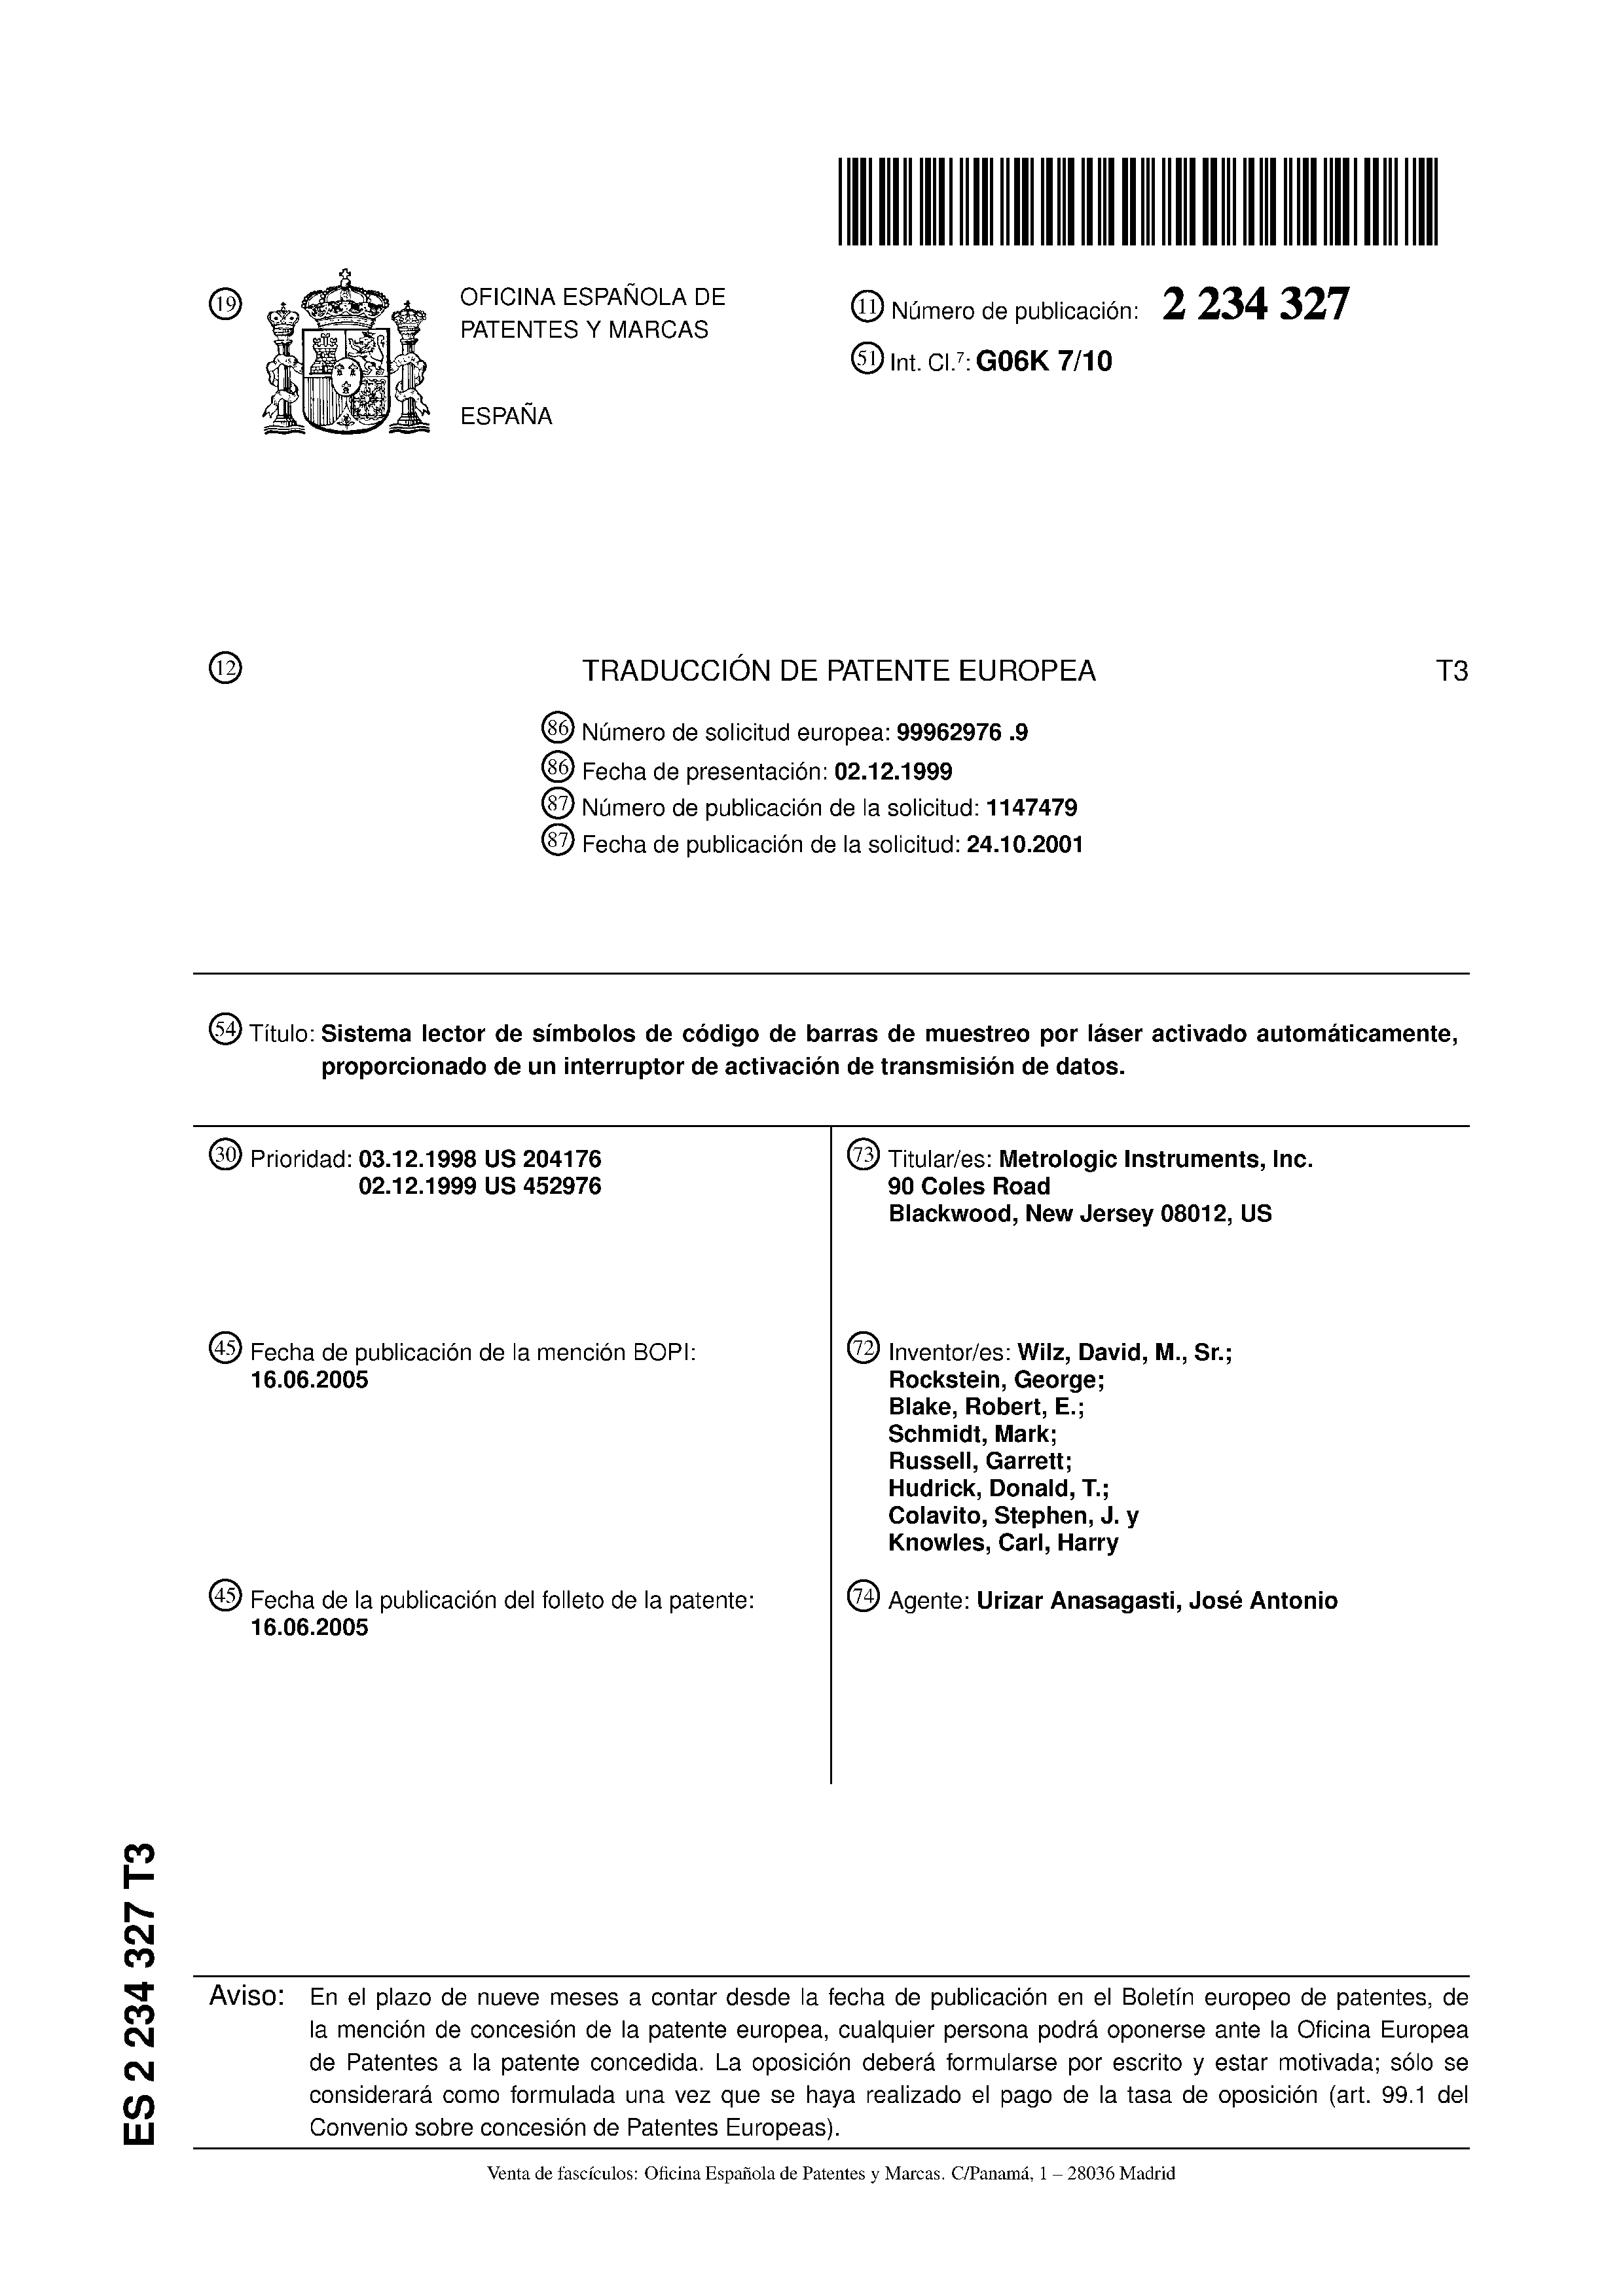 19
OFICINA ESPAÑOLA DE
PATENTES Y MARCAS
ESPAÑA
11 Número de publicación: 2 234 327
51 Int. Cl.7: G06K 7/10
12 TRADUCCIÓN DE PATENTE EUROPEA T3
86 Número de solicitud europea: 99962976 .9
86 Fecha de presentación: 02.12.1999
87 Número de publicación de la solicitud: 1147479
87 Fecha de publicación de la solicitud: 24.10.2001
54 Título: Sistema lector de símbolos de código de barras de muestreo por láser activado automáticamente,
proporcionado de un interruptor de activación de transmisión de datos.
30 Prioridad: 03.12.1998 US 204176
02.12.1999 US 452976
45 Fecha de publicación de la mención BOPI:
16.06.2005
45 Fecha de la publicación del folleto de la patente:
16.06.2005
73 Titular/es: Metrologic Instruments, Inc.
90 Coles Road
Blackwood, New Jersey 08012, US
72 Inventor/es: Wilz, David, M., Sr.;
Rockstein, George;
Blake, Robert, E.;
Schmidt, Mark;
Russell, Garrett;
Hudrick, Donald, T.;
Colavito, Stephen, J. y
Knowles, Carl, Harry
74 Agente: Urizar Anasagasti, José Antonio
ES 2 234 327 T3
Aviso: En el plazo de nueve meses a contar desde la fecha de publicación en el Boletín europeo de patentes, de
la mención de concesión de la patente europea, cualquier persona podrá oponerse ante la Oficina Europea
de Patentes a la patente concedida. La oposición deberá formularse por escrito y estar motivada; sólo se
considerará como formulada una vez que se haya realizado el pago de la tasa de oposición (art. 99.1 del
Convenio sobre concesión de Patentes Europeas).
Venta de fascículos: Oficina Española de Patentes y Marcas. C/Panamá, 1 – 28036 Madrid